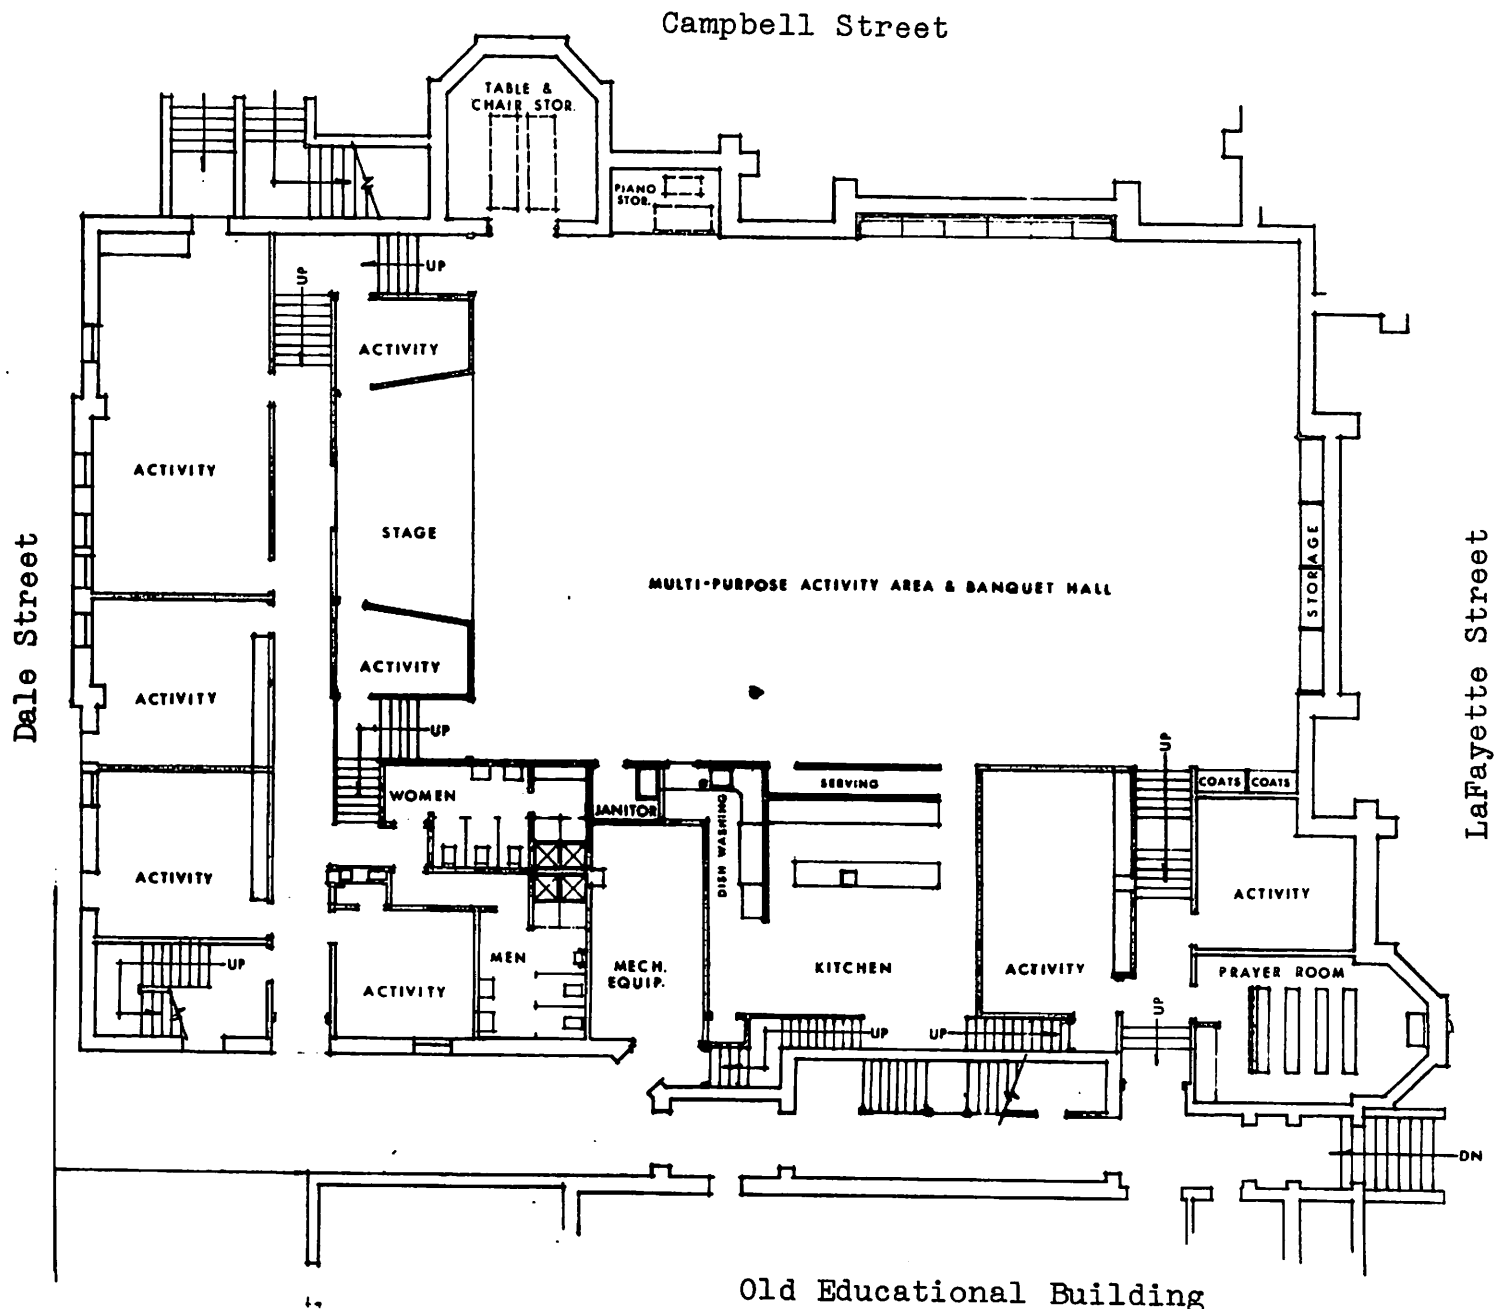 Campbell Street
TABLE &
CHAIR STOR.
PIANO
STOR.
UP
UP
ACTIVITY
ACTIVITY
STAGE
STORAGE
MULTI-PURPOSE ACTIVITY AREA & BANQUET HALL
Dale Street
LaFayette Street
ACTIVITY
ACTIVITY
UP
UP
WOMEN
JANITOR
DISH WASHING
SERVING
COATS
COATS
ACTIVITY
ACTIVITY
UP
MEN
MECH.
EQUIP.
KITCHEN
ACTIVITY
PRAYER ROOM
ACTIVITY
UP
UP
UP
DN
Old Educational Building